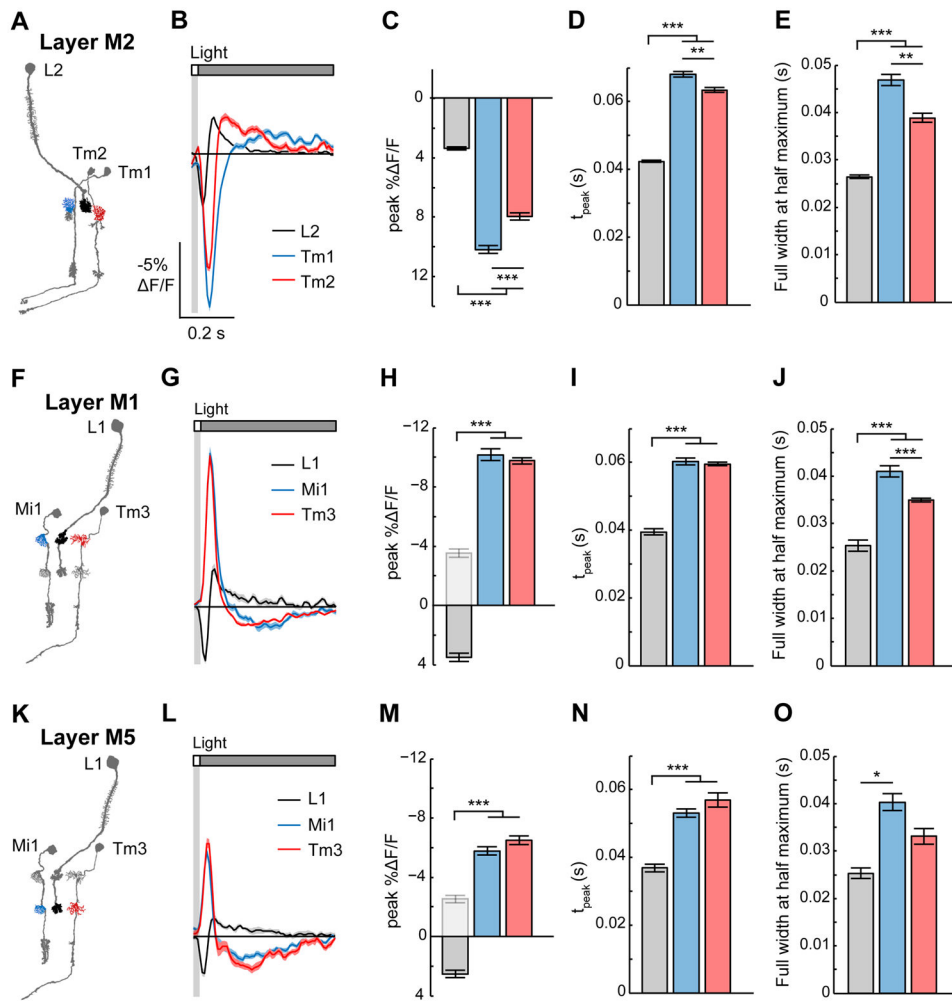 A
Layer M2
L2
Tm2
Tm1
B
Light
-5%
ΔF/F
0.2 s
L2
Tm1
Tm2
C
peak %ΔF/F
0
4
8
12
***
***
D
t_peak (s)
0.06
0.04
0.02
0
***
**
E
Full width at half maximum (s)
0.05
0.04
0.03
0.02
0.01
0
***
**
F
Layer M1
L1
Mi1
Tm3
G
Light
L1
Mi1
Tm3
H
peak %ΔF/F
−12
−8
−4
0
4
***
I
t_peak (s)
0.06
0.04
0.02
0
***
J
Full width at half maximum (s)
0.05
0.04
0.03
0.02
0.01
0
***
***
K
Layer M5
L1
Mi1
Tm3
L
Light
L1
Mi1
Tm3
M
peak %ΔF/F
−12
−8
−4
0
4
***
N
t_peak (s)
0.08
0.06
0.04
0.02
0
***
O
Full width at half maximum (s)
0.05
0.04
0.03
0.02
0.01
0
*